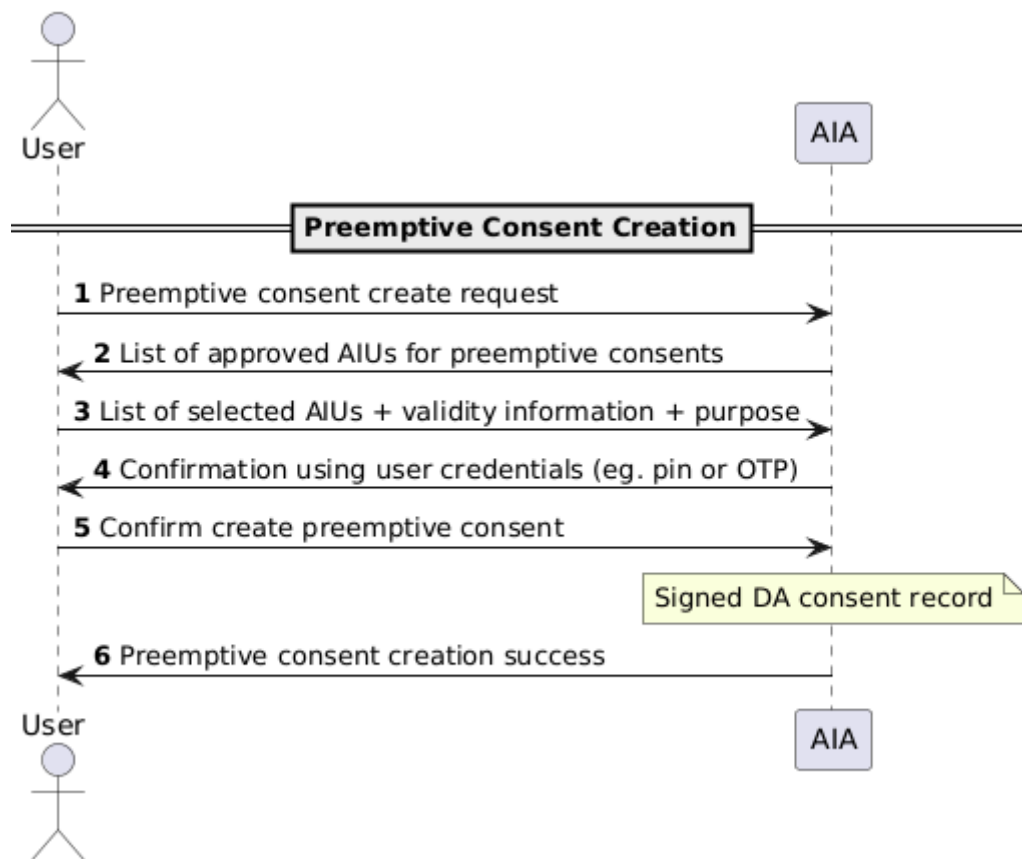 User
AIA
Preemptive Consent Creation
1 Preemptive consent create request
2 List of approved AIUs for preemptive consents
3 List of selected AIUs + validity information + purpose
4 Confirmation using user credentials (eg. pin or OTP)
5 Confirm create preemptive consent
Signed DA consent record
6 Preemptive consent creation success
User
AIA